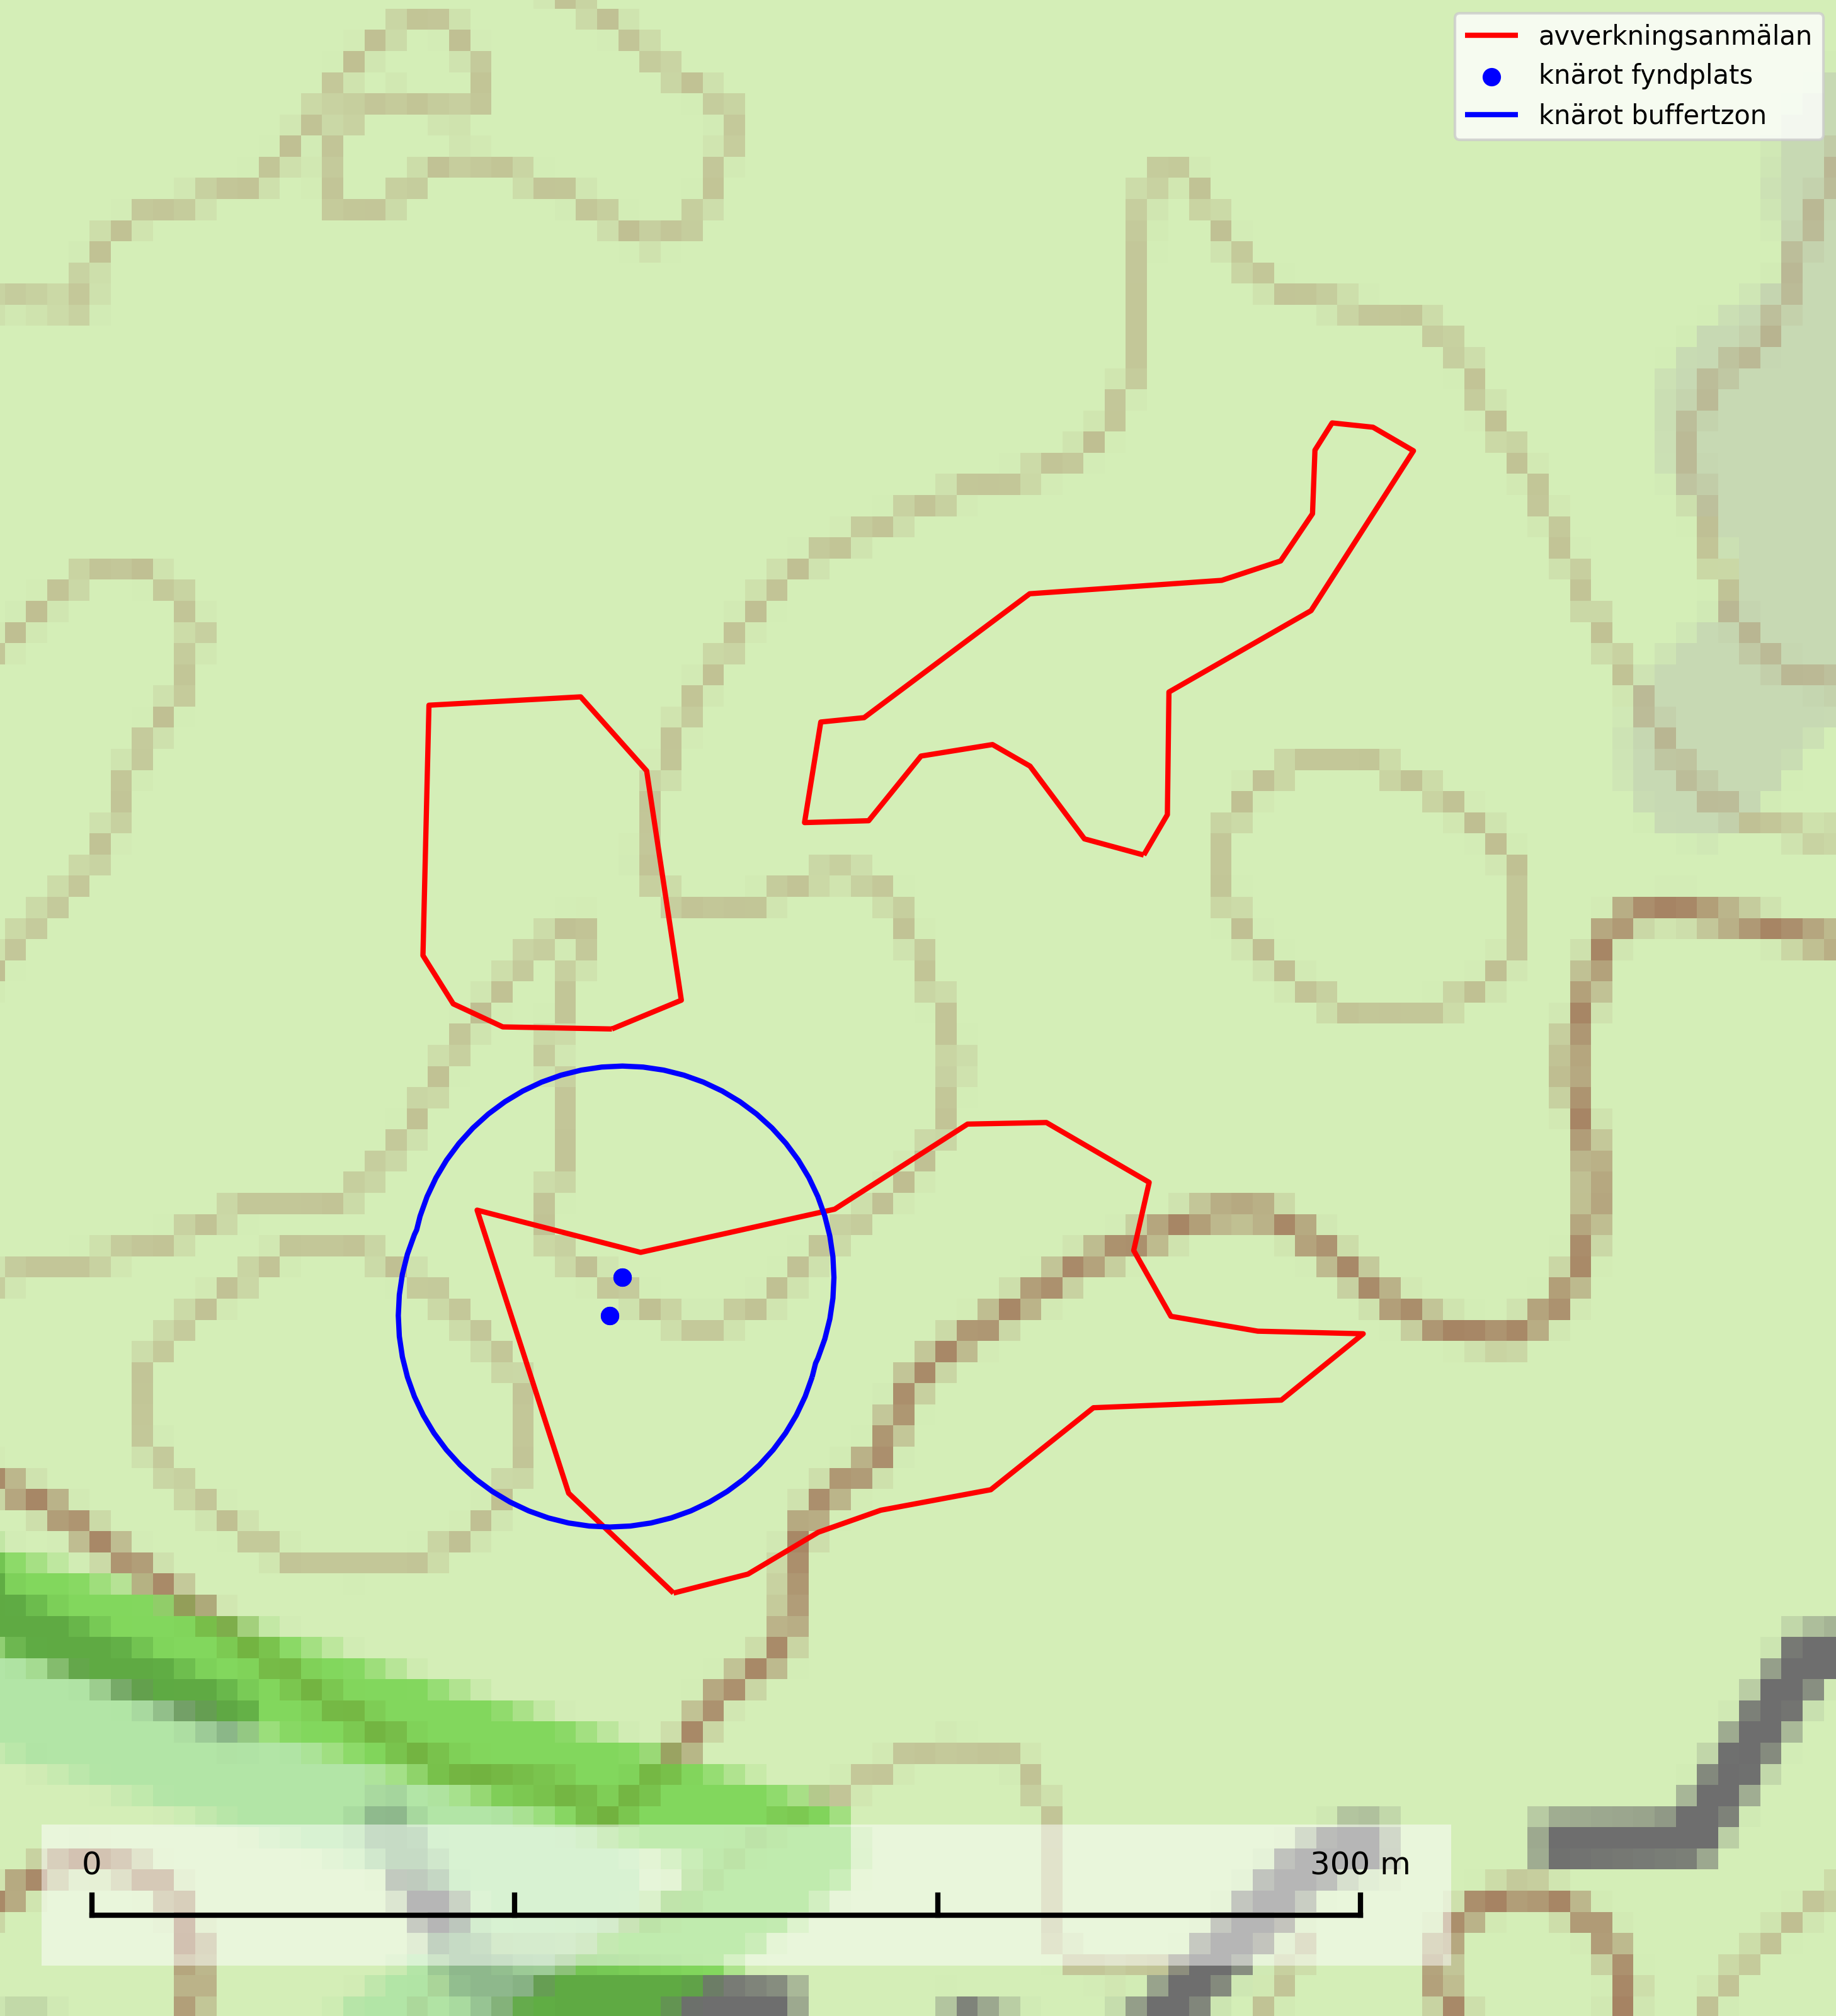 avverkningsanmälan
knärot fyndplats
knärot buffertzon
0 300 m